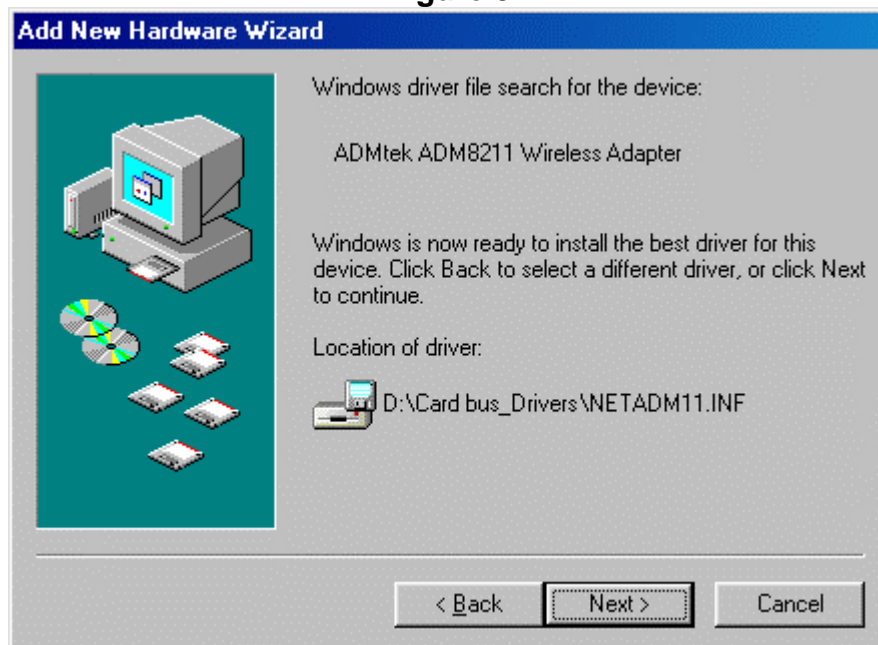 Add New Hardware Wizard
Windows driver file search for the device:
ADMtek ADM8211 Wireless Adapter
Windows is now ready to install the best driver for this
device. Click Back to select a different driver, or click Next
to continue.
Location of driver:
D:\Card bus_Drivers\NETADM11.INF
< Back Next > Cancel